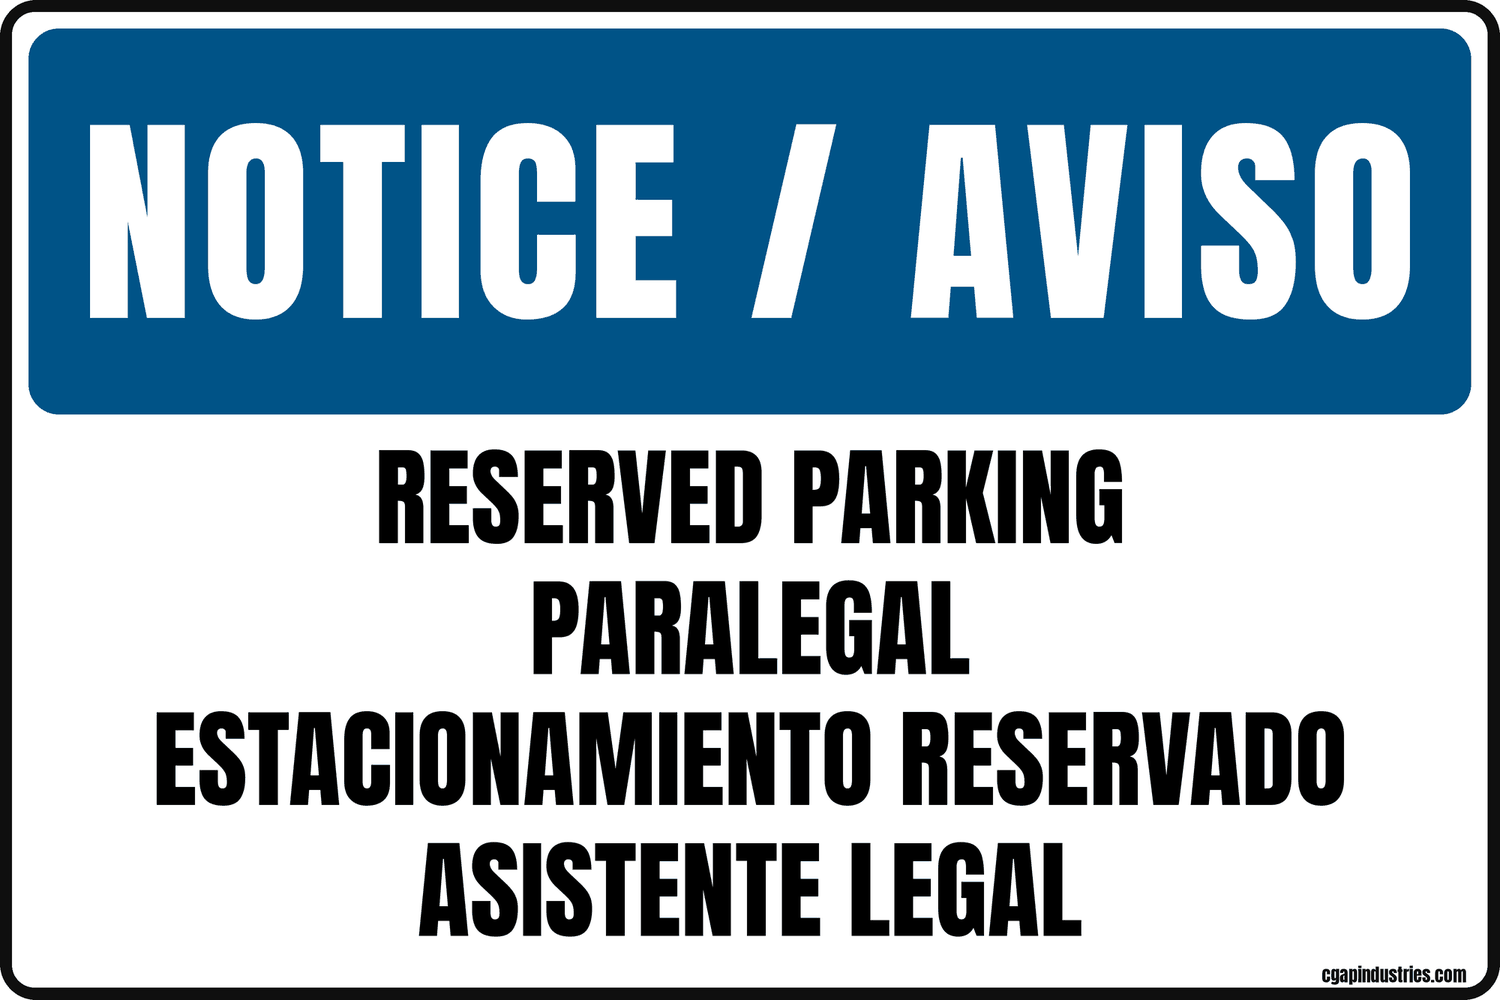 NOTICE / AVISO
RESERVED PARKING
PARALEGAL
ESTACIONAMIENTO RESERVADO
ASISTENTE LEGAL
cgapindustries.com